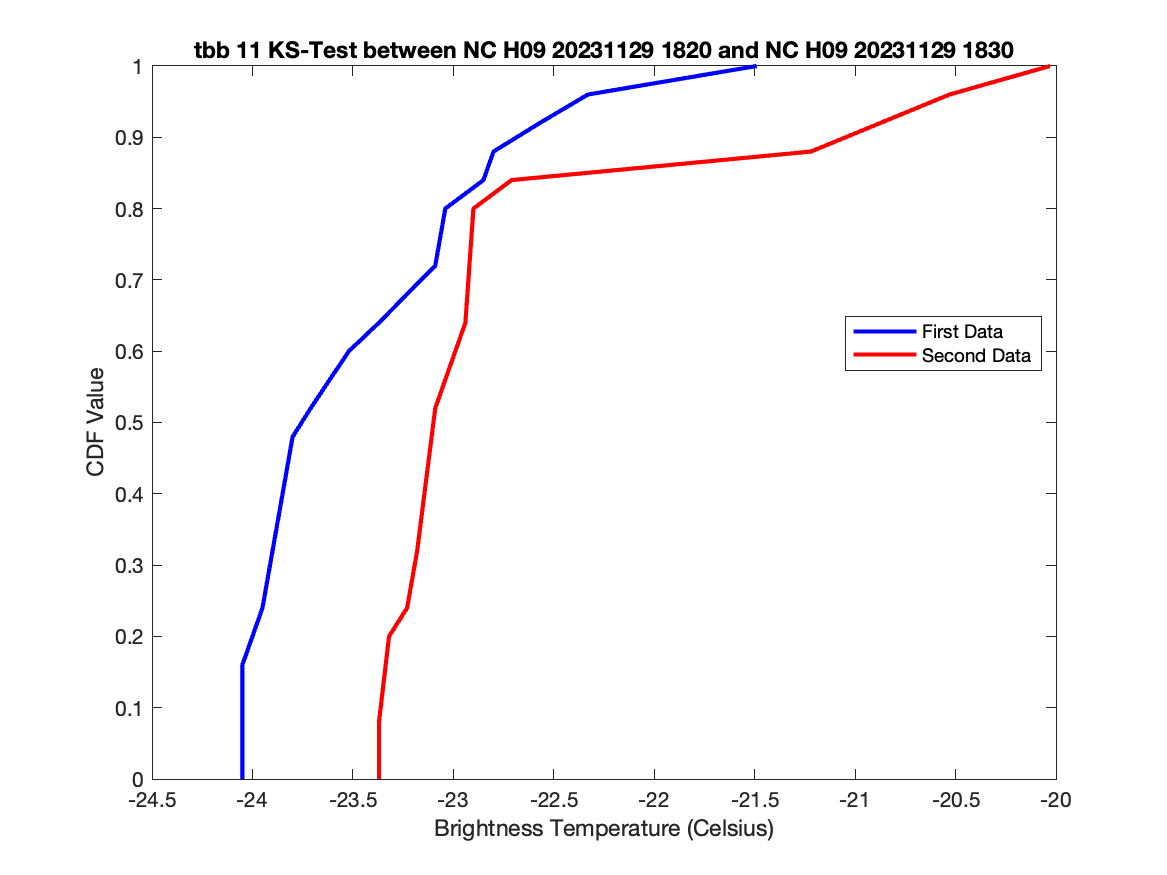 tbb 11 KS-Test between NC H09 20231129 1820 and NC H09 20231129 1830
1
0.9
0.8
0.7
0.6
0.5
0.4
0.3
0.2
0.1
0
CDF Value
First Data
Second Data
-24.5 -24 -23.5 -23 -22.5 -22 -21.5 -21 -20.5 -20
Brightness Temperature (Celsius)